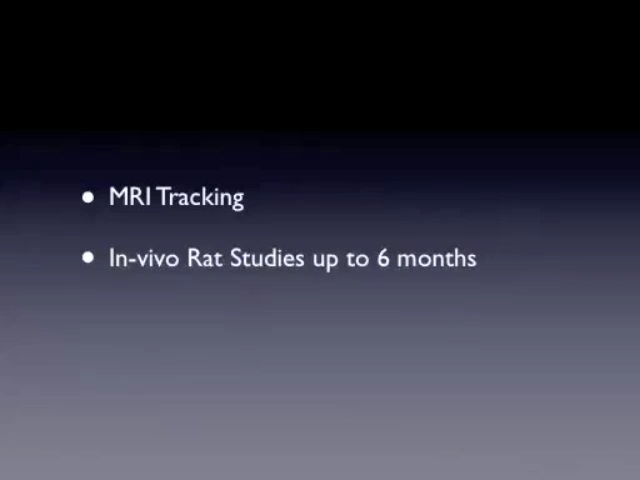 • MRI Tracking
• In-vivo Rat Studies up to 6 months